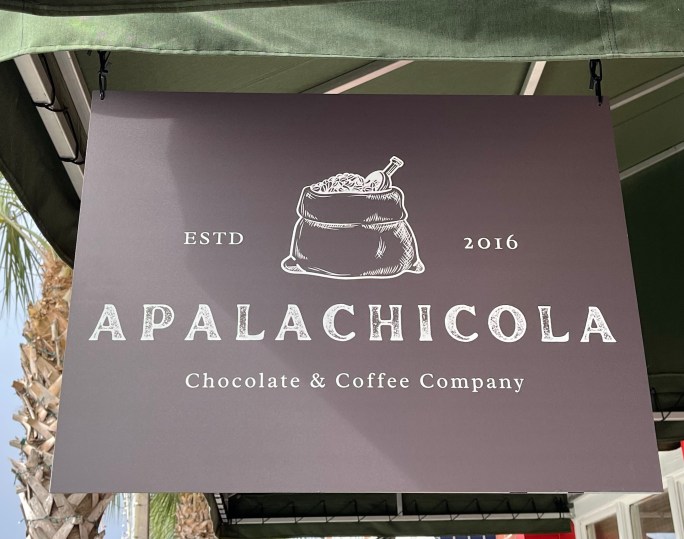 ESTD 2016
APALACHICOLA
Chocolate & Coffee Company